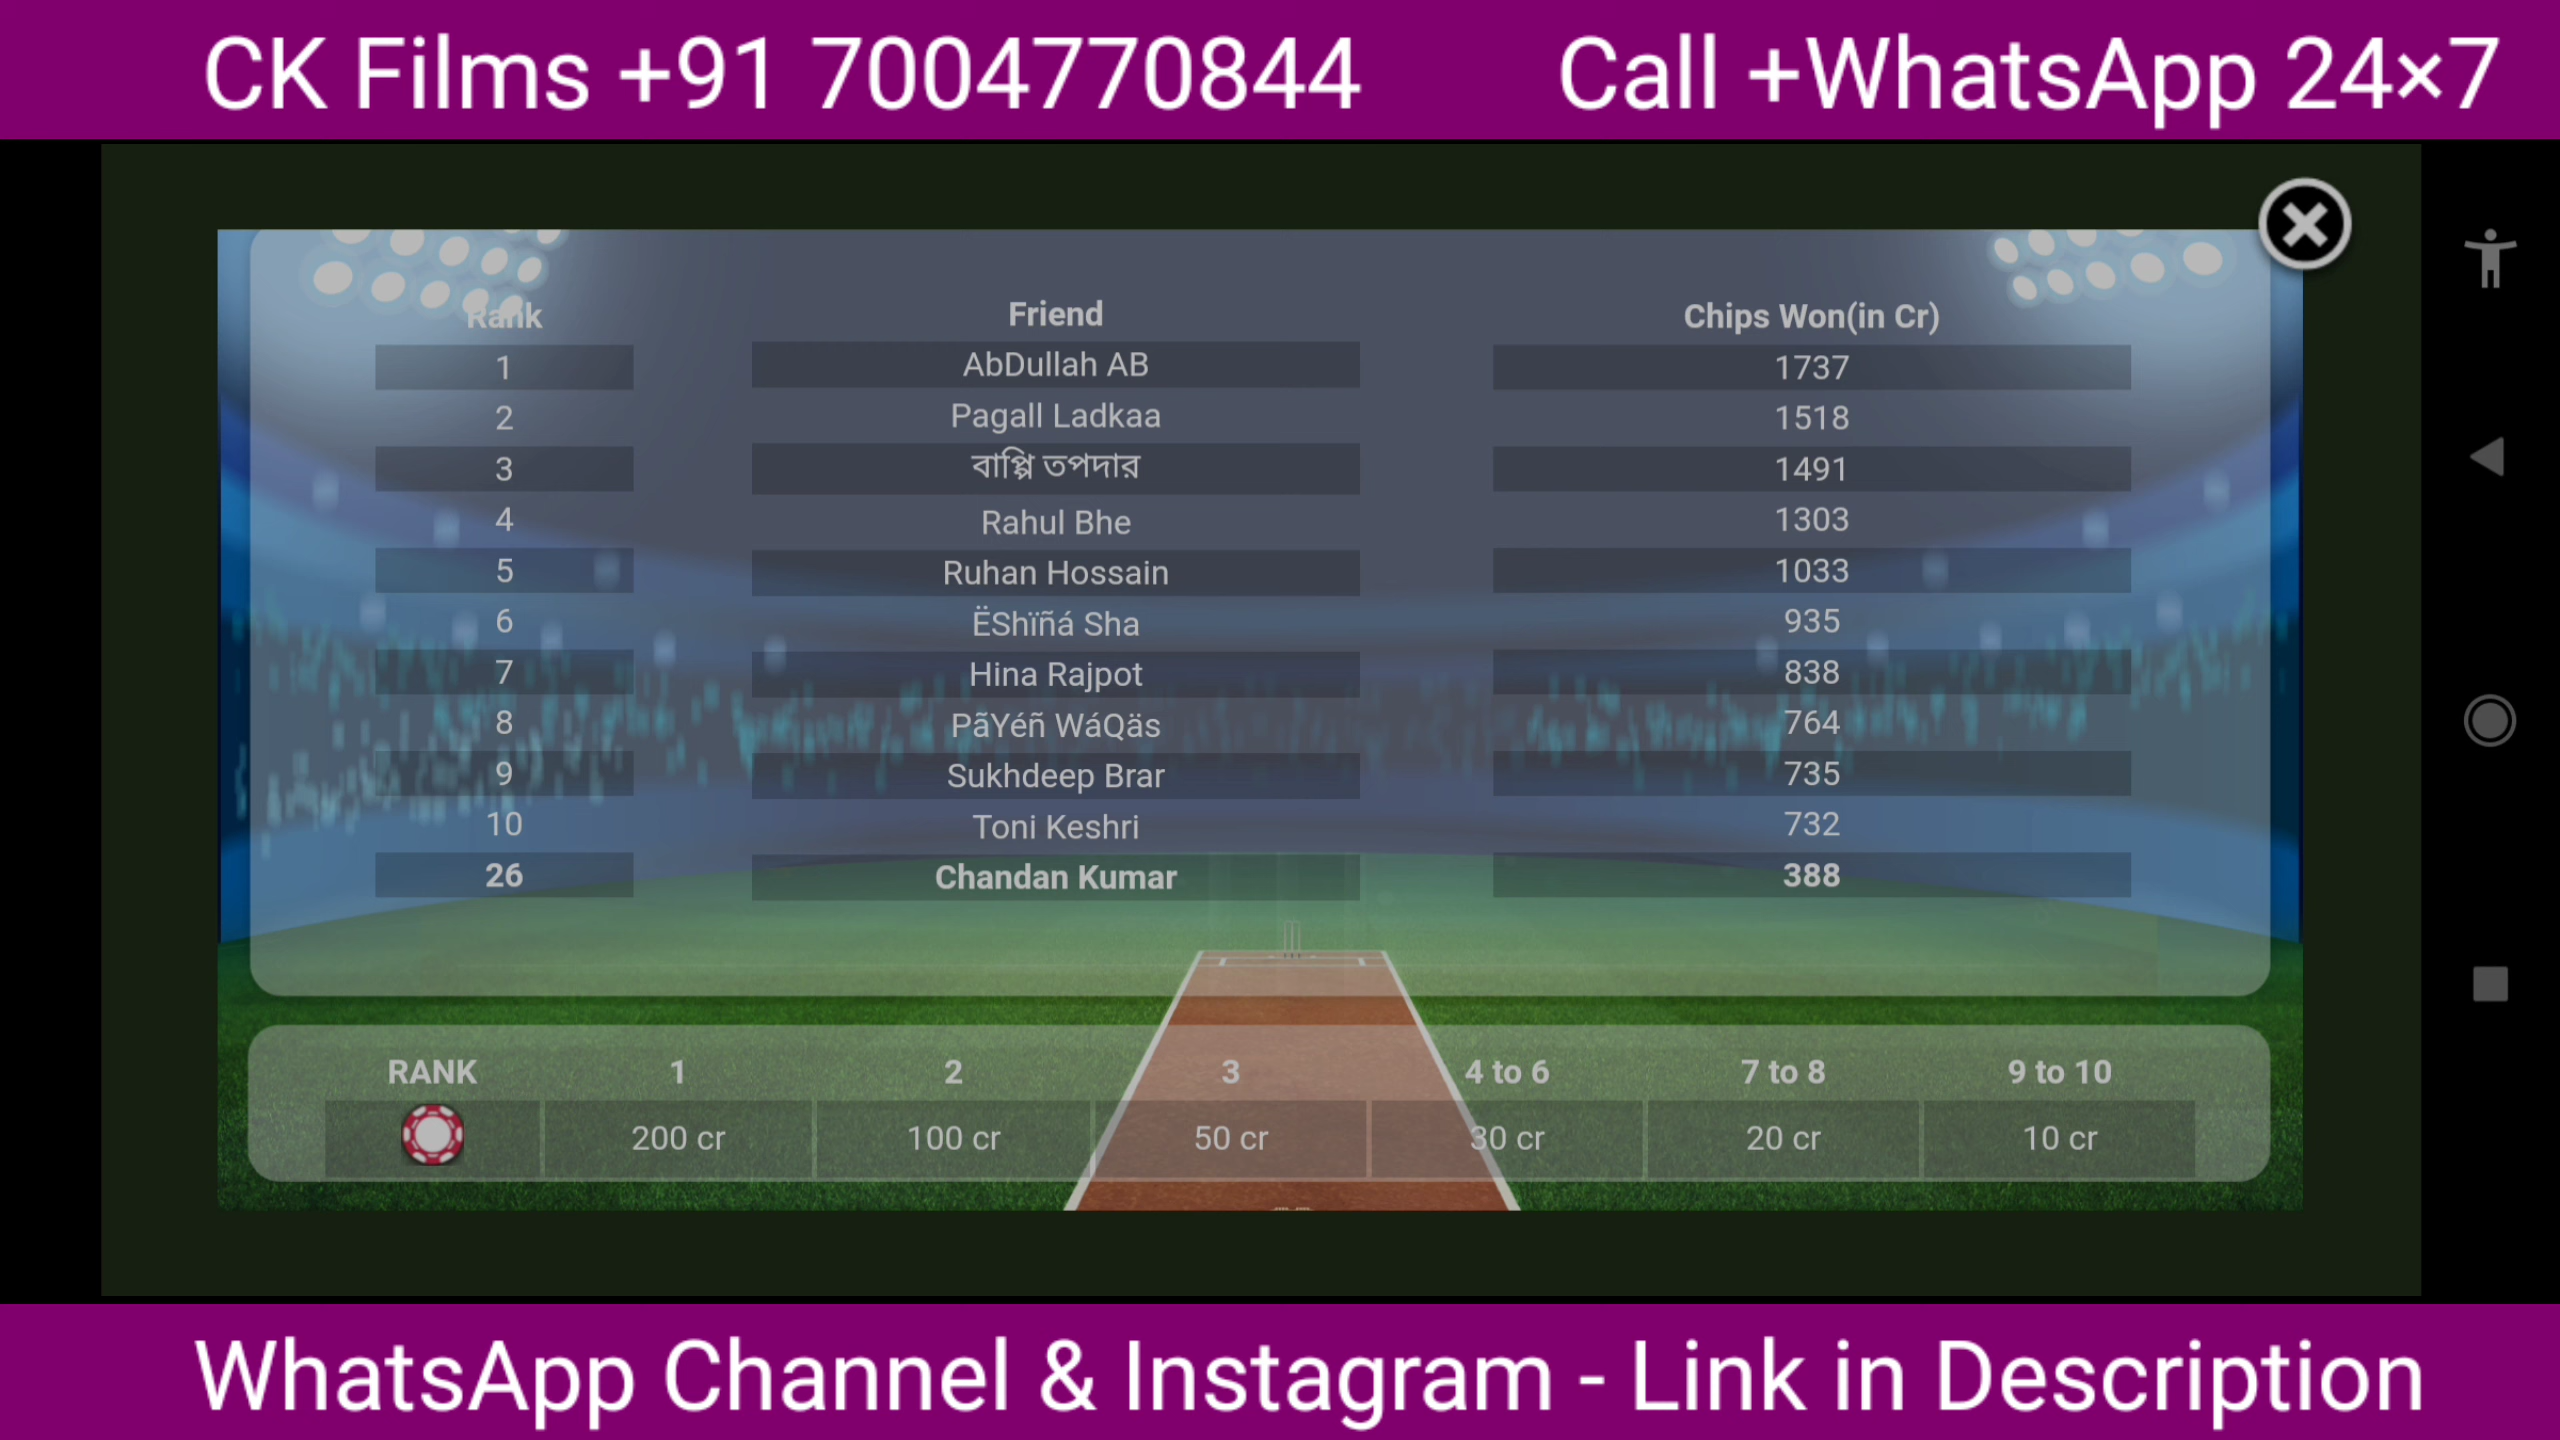 CK Films +91 7004770844 Call +WhatsApp 24×7
Rank Friend Chips Won(in Cr)
1 AbDullah AB 1737
2 Pagall Ladkaa 1518
3 বাপ্পি তপদার 1491
4 Rahul Bhe 1303
5 Ruhan Hossain 1033
6 ËShïñá Sha 935
7 Hina Rajpot 838
8 PãYéñ WáQäs 764
9 Sukhdeep Brar 735
10 Toni Keshri 732
26 Chandan Kumar 388
RANK 1 2 3 4 to 6 7 to 8 9 to 10
200 cr 100 cr 50 cr 30 cr 20 cr 10 cr
WhatsApp Channel & Instagram - Link in Description